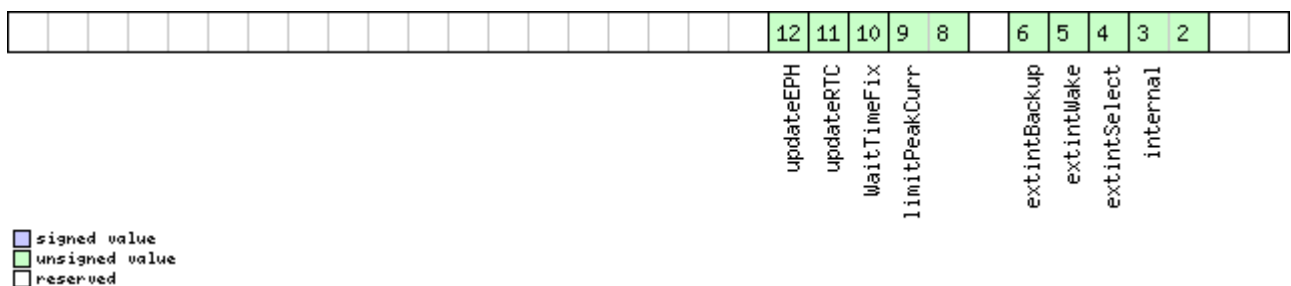 12 11 10 9 8 6 5 4 3 2
updateEPH
updateRTC
WaitTimeFix
limitPeakCurr
extintBackup
extintWake
extintSelect
internal
signed value
unsigned value
reserved